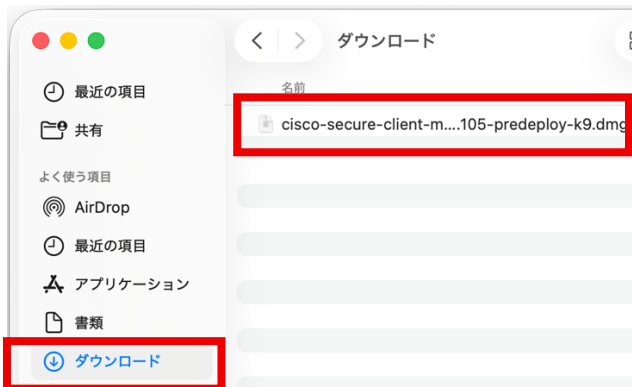 ダウンロード
最近の項目
共有
よく使う項目
AirDrop
最近の項目
アプリケーション
書類
ダウンロード
名前
cisco-secure-client-m....105-predeploy-k9.dmg